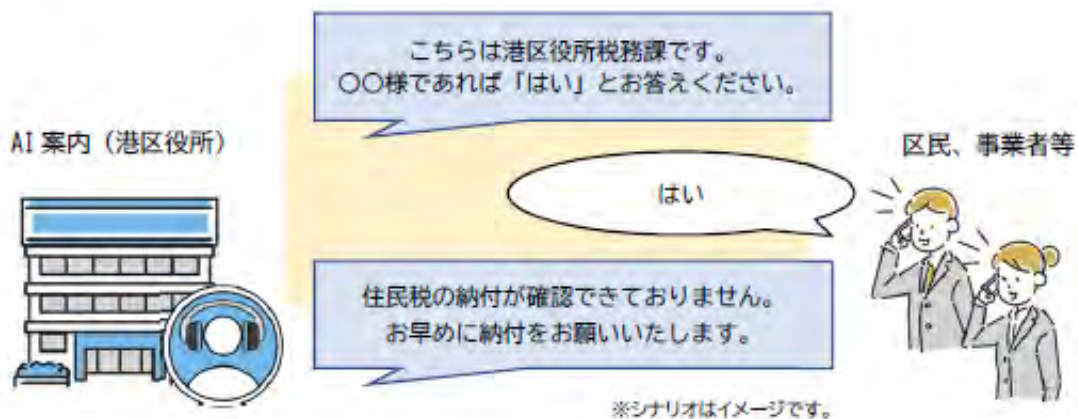 こちらは港区役所税務課です。
〇〇様であれば「はい」とお答えください。
AI案内（港区役所）
区民、事業者等
はい
住民税の納付が確認できておりません。
お早めに納付をお願いいたします。
※シナリオはイメージです。